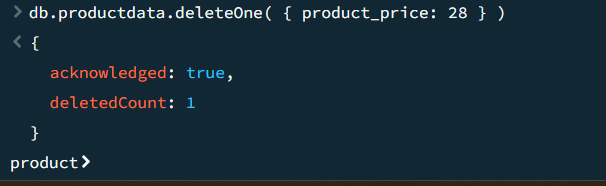 > db.productdata.deleteOne( { product_price: 28 } )
< {
acknowledged: true,
deletedCount: 1
}
product>